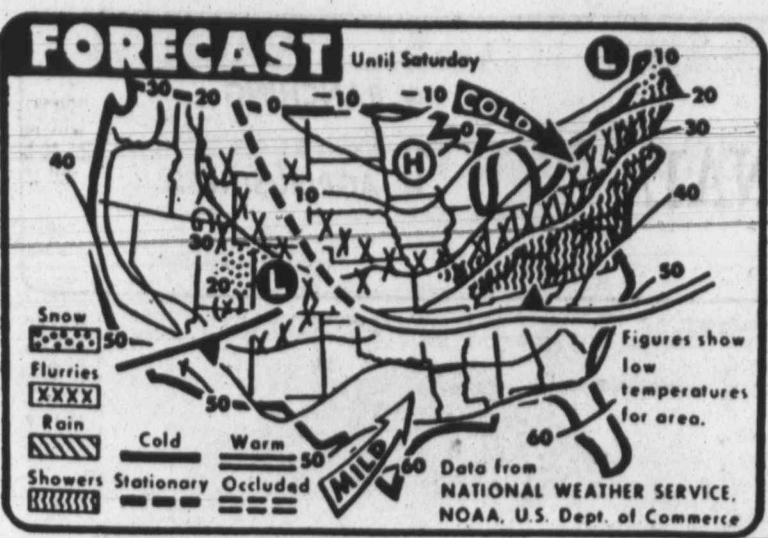 FORECAST
Until Saturday
L
10
30
20
0
-10
-10
COLD
0
20
30
40
H
10
40
30
20
L
50
Snow
50
Flurries
Figures show
low
temperatures
for area.
50
Rain
Cold
Warm
50
MILD
60
60
Showers
Stationary
Occluded
Data from
NATIONAL WEATHER SERVICE,
NOAA, U.S. Dept. of Commerce